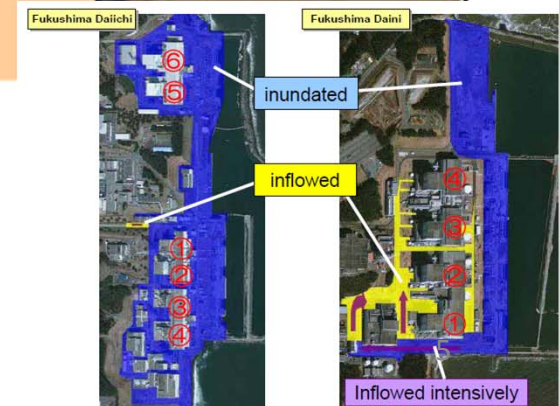 Fukushima Daiichi
Fukushima Daini
⑥
⑤
inundated
inflowed
①
②
③
④
④
③
②
①
Inflowed intensively